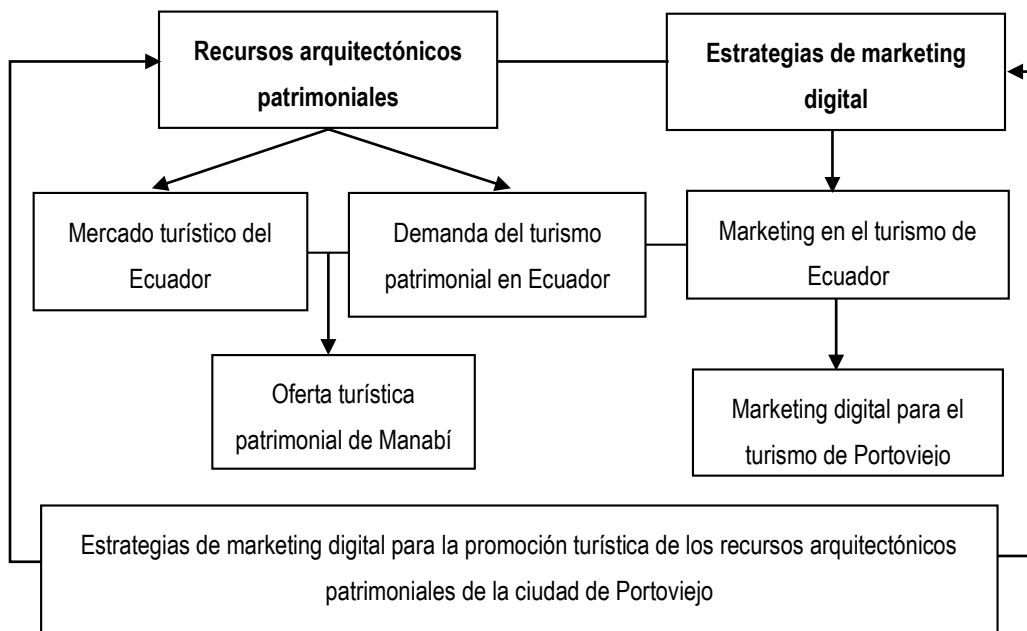 Recursos arquitectónicos
patrimoniales
Estrategias de marketing
digital
Mercado turístico del
Ecuador
Demanda del turismo
patrimonial en Ecuador
Marketing en el turismo de
Ecuador
Oferta turística
patrimonial de Manabí
Marketing digital para el
turismo de Portoviejo
Estrategias de marketing digital para la promoción turística de los recursos arquitectónicos
patrimoniales de la ciudad de Portoviejo